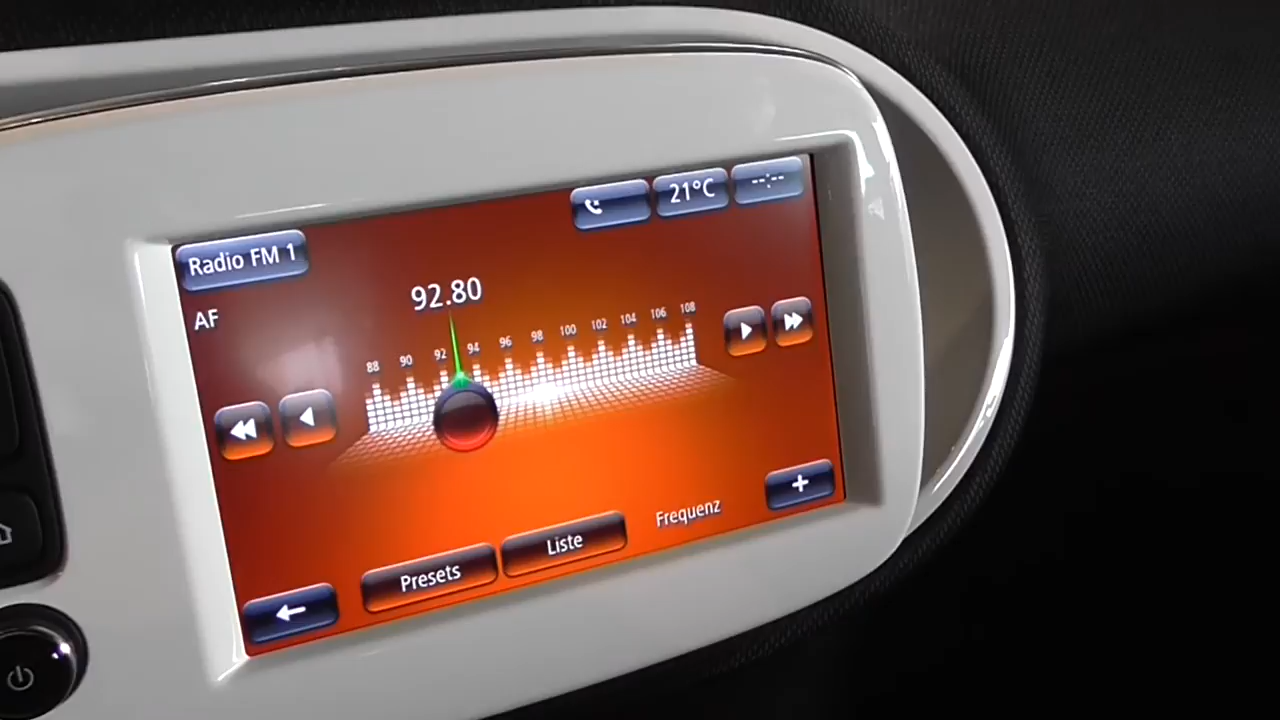 21°C
--:--
Radio FM 1
AF
92.80
88 90 92 94 96 98 100 102 104 106 108
Presets
Liste
Frequenz
+